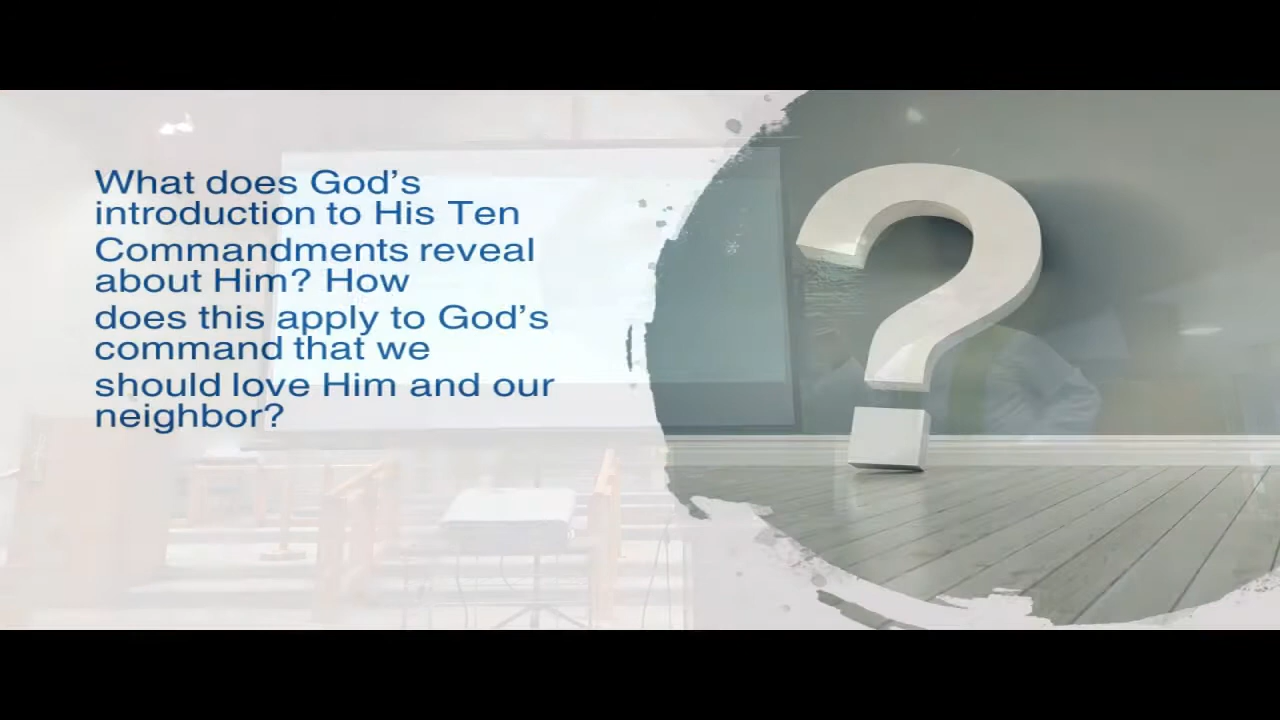 What does God’s
introduction to His Ten
Commandments reveal
about Him? How
does this apply to God’s
command that we
should love Him and our
neighbor?